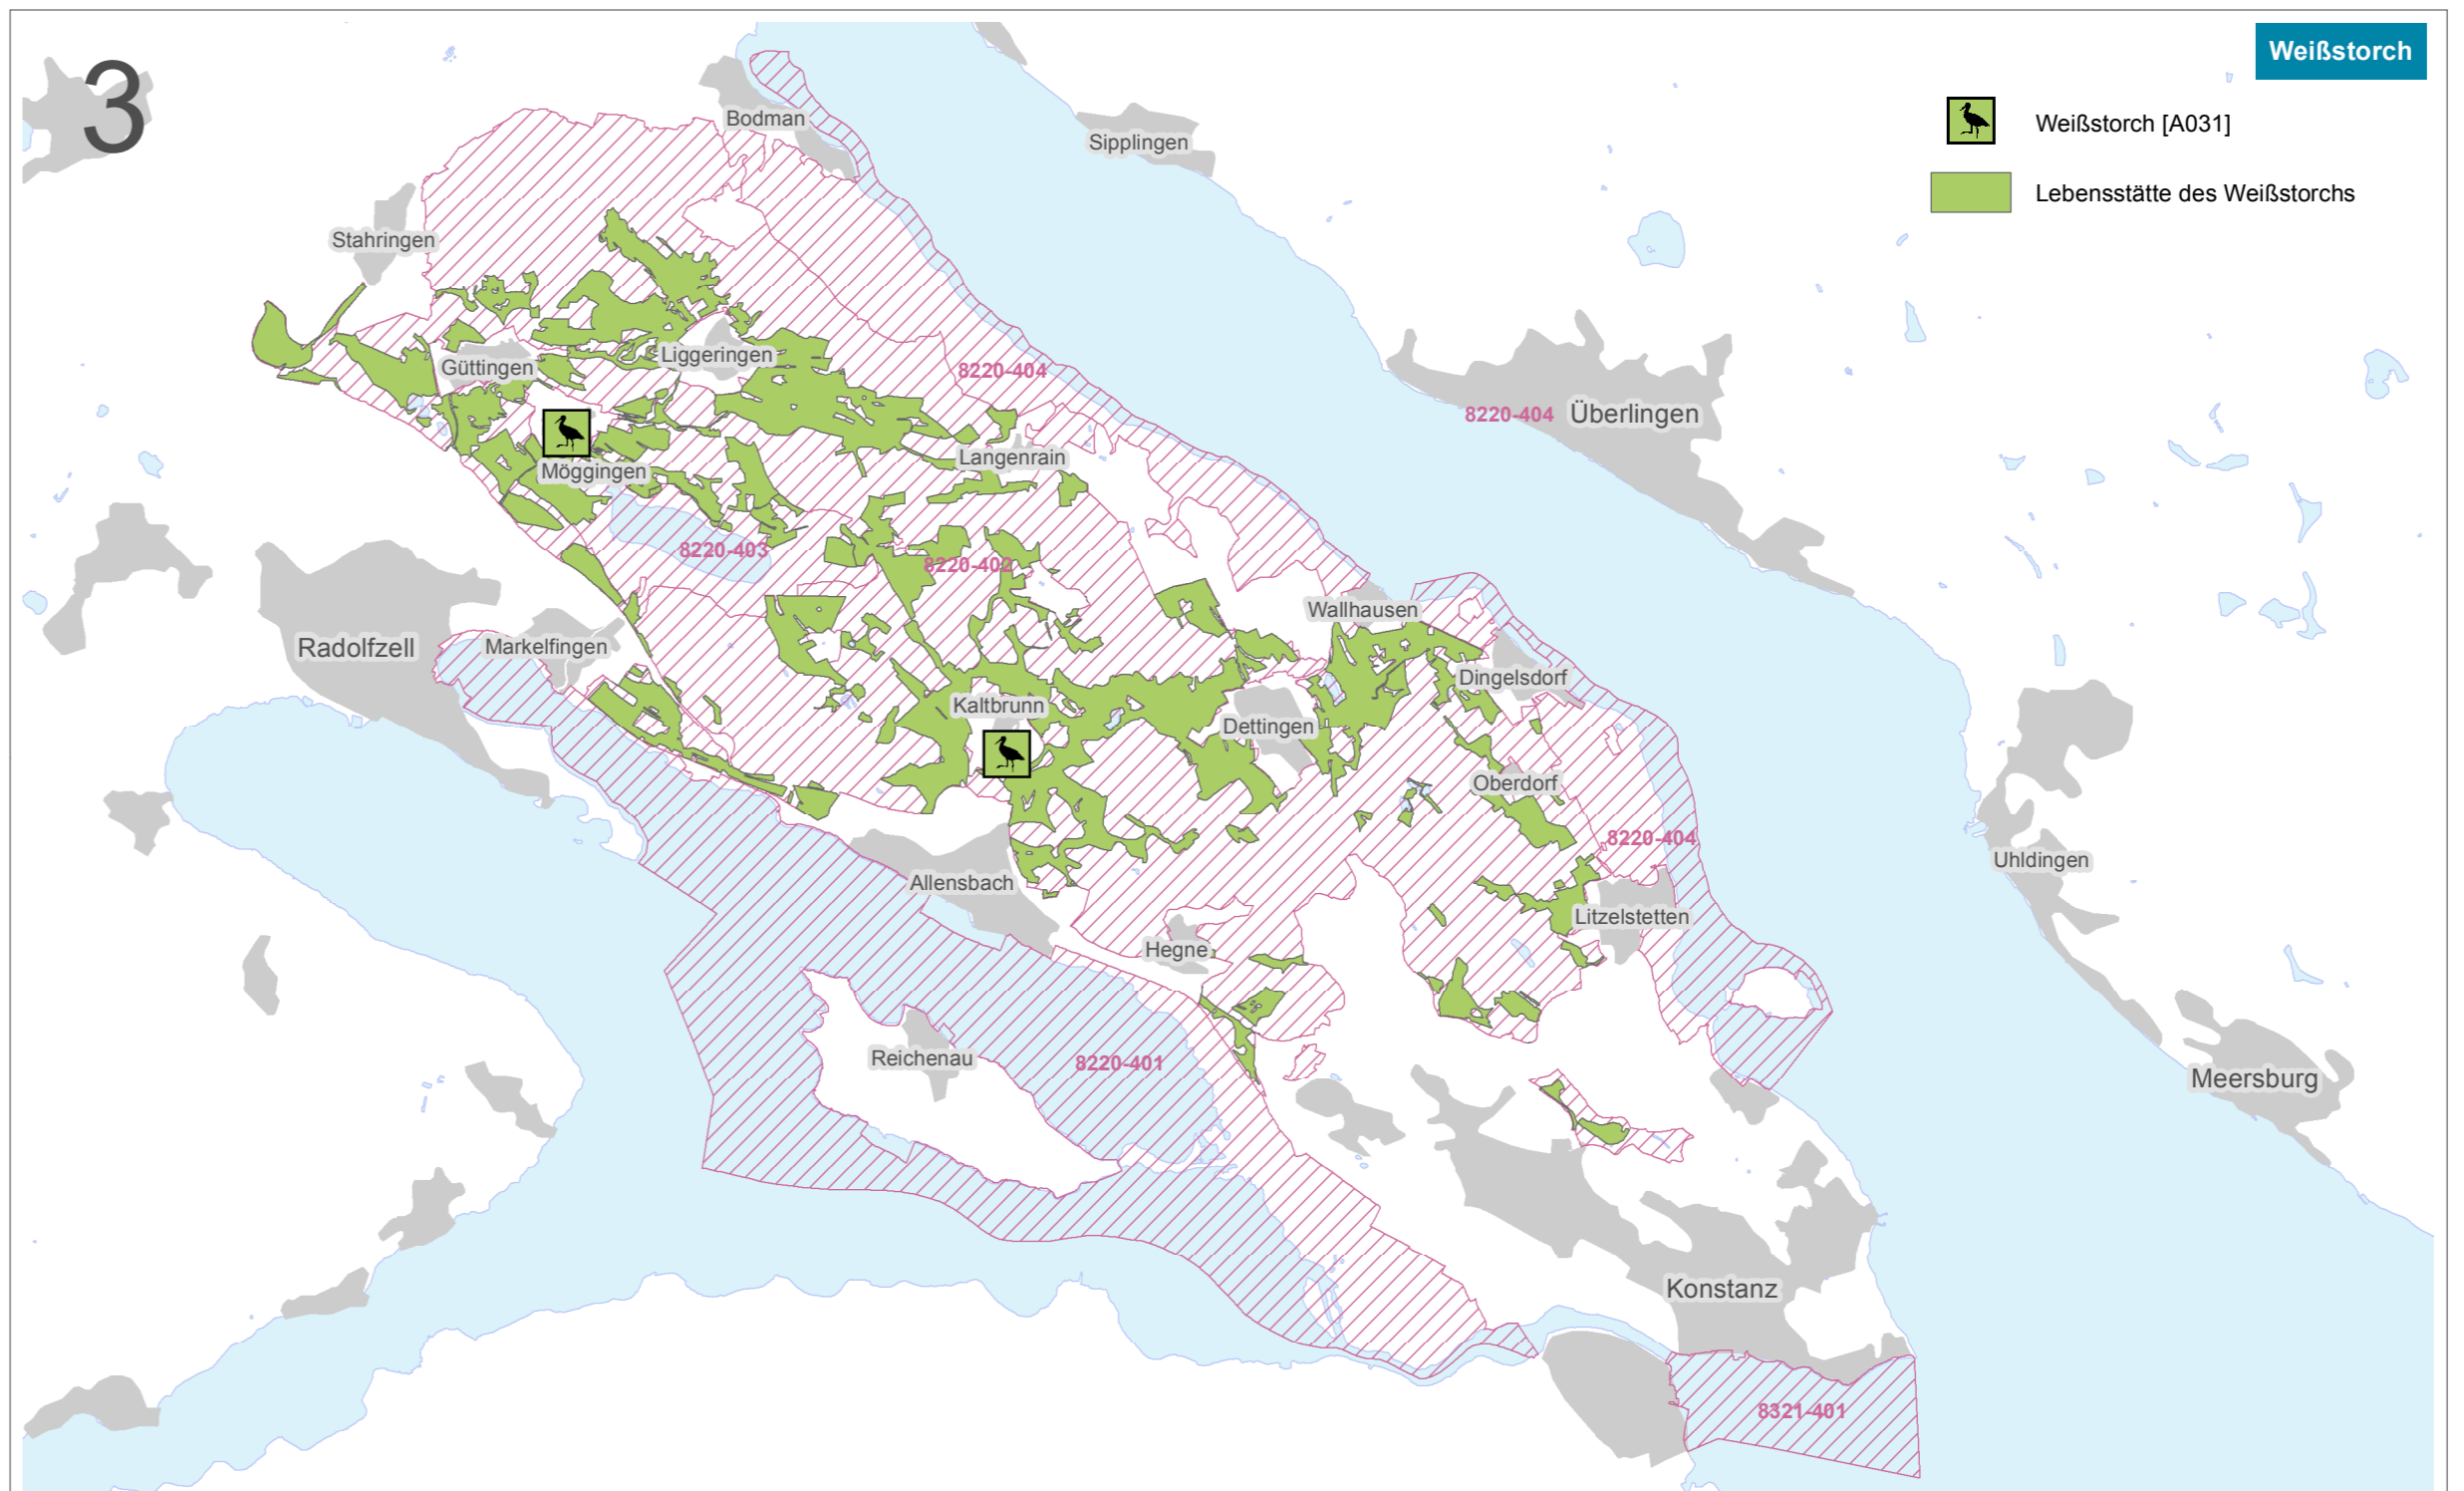 3
Weißstorch
Weißstorch [A031]
Lebensstätte des Weißstorchs
Bodman
Sipplingen
Stahringen
Güttingen
Liggeringen
8220-404
8220-404
Überlingen
Langenrain
Möggingen
8220-403
8220-402
Wallhausen
Radolfzell
Markelfingen
Dingelsdorf
Kaltbrunn
Dettingen
Oberdorf
8220-404
Uhldingen
Allensbach
Litzelstetten
Hegne
Reichenau
8220-401
Meersburg
Konstanz
8321-401